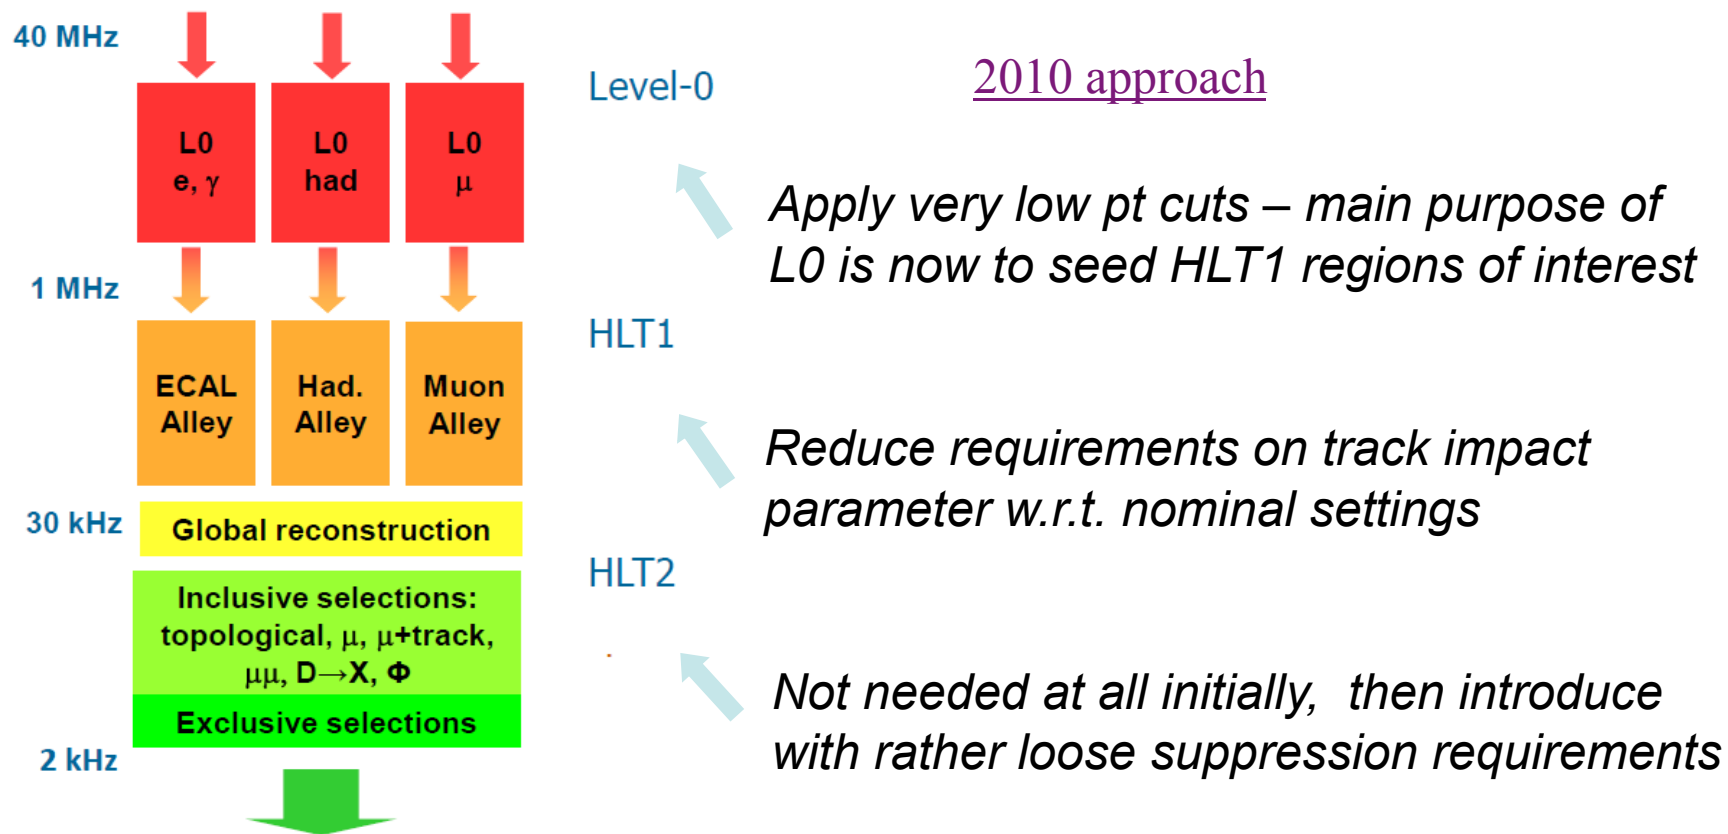 40 MHz
L0
e, γ
L0
had
L0
μ
Level-0
2010 approach
Apply very low pt cuts – main purpose of
L0 is now to seed HLT1 regions of interest
1 MHz
ECAL
Alley
Had.
Alley
Muon
Alley
HLT1
Reduce requirements on track impact
parameter w.r.t. nominal settings
30 kHz
Global reconstruction
HLT2
Inclusive selections:
topological, μ, μ+track,
μμ, D→X, Φ
Exclusive selections
Not needed at all initially, then introduce
with rather loose suppression requirements
2 kHz